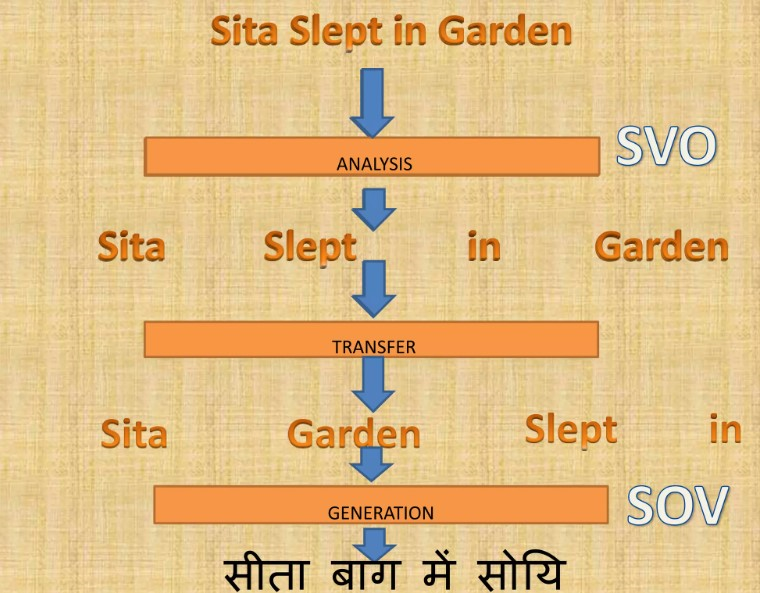 Sita Slept in Garden
ANALYSIS
SVO
Sita Slept in Garden
TRANSFER
Sita Garden Slept in
GENERATION
SOV
सीता बाग में सोयि